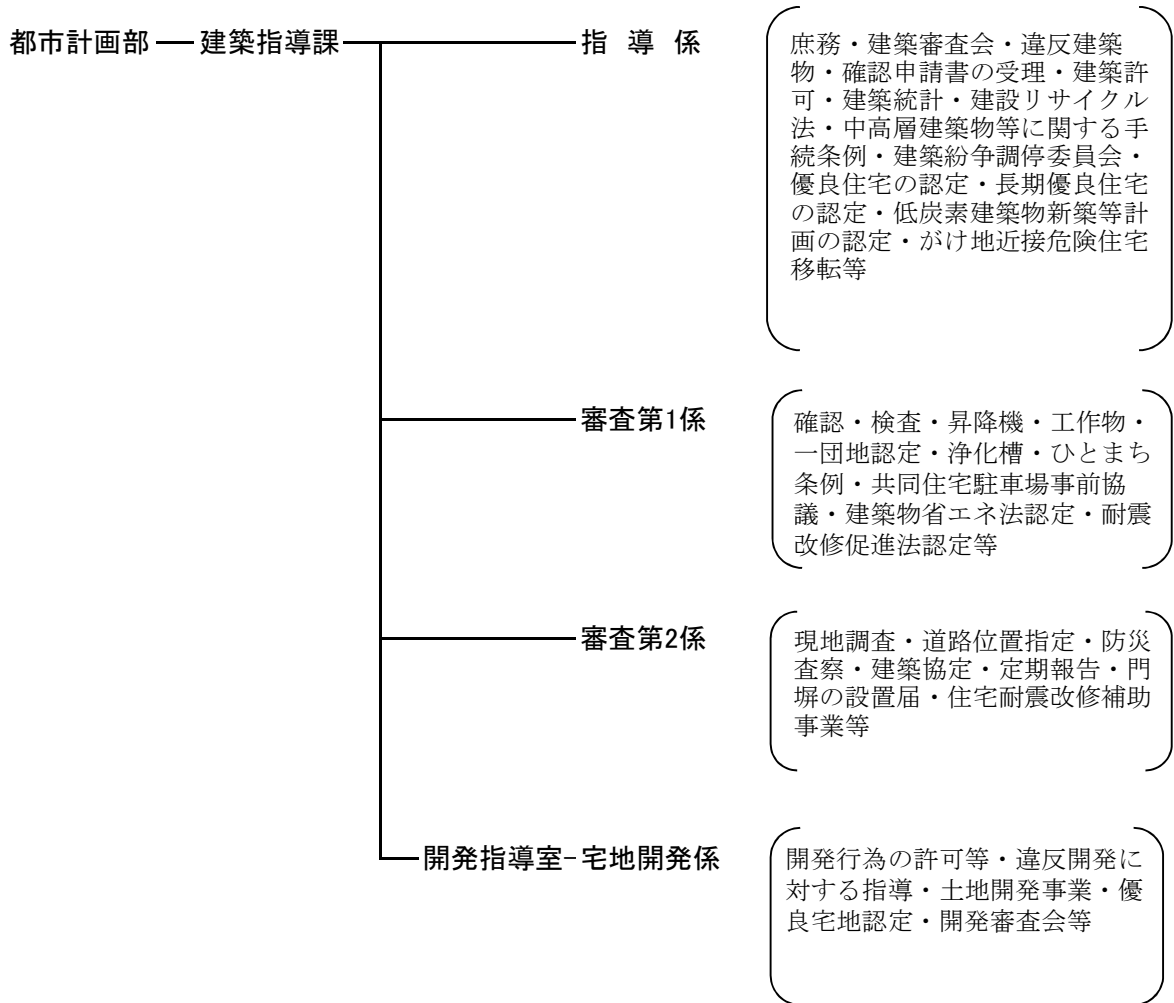 都市計画部 建築指導課 指導係
庶務・建築審査会・違反建築
物・確認申請書の受理・建築許
可・建築統計・建設リサイクル
法・中高層建築物等に関する手
続条例・建築紛争調停委員会・
優良住宅の認定・長期優良住宅
の認定・低炭素建築物新築等計
画の認定・がけ地近接危険住宅
移転等
審査第1係
確認・検査・昇降機・工作物・
一団地認定・浄化槽・ひとまち
条例・共同住宅駐車場事前協
議・建築物省エネ法認定・耐震
改修促進法認定等
審査第2係
現地調査・道路位置指定・防災
査察・建築協定・定期報告・門
塀の設置届・住宅耐震改修補助
事業等
開発指導室-宅地開発係
開発行為の許可等・違反開発に
対する指導・土地開発事業・優
良宅地認定・開発審査会等